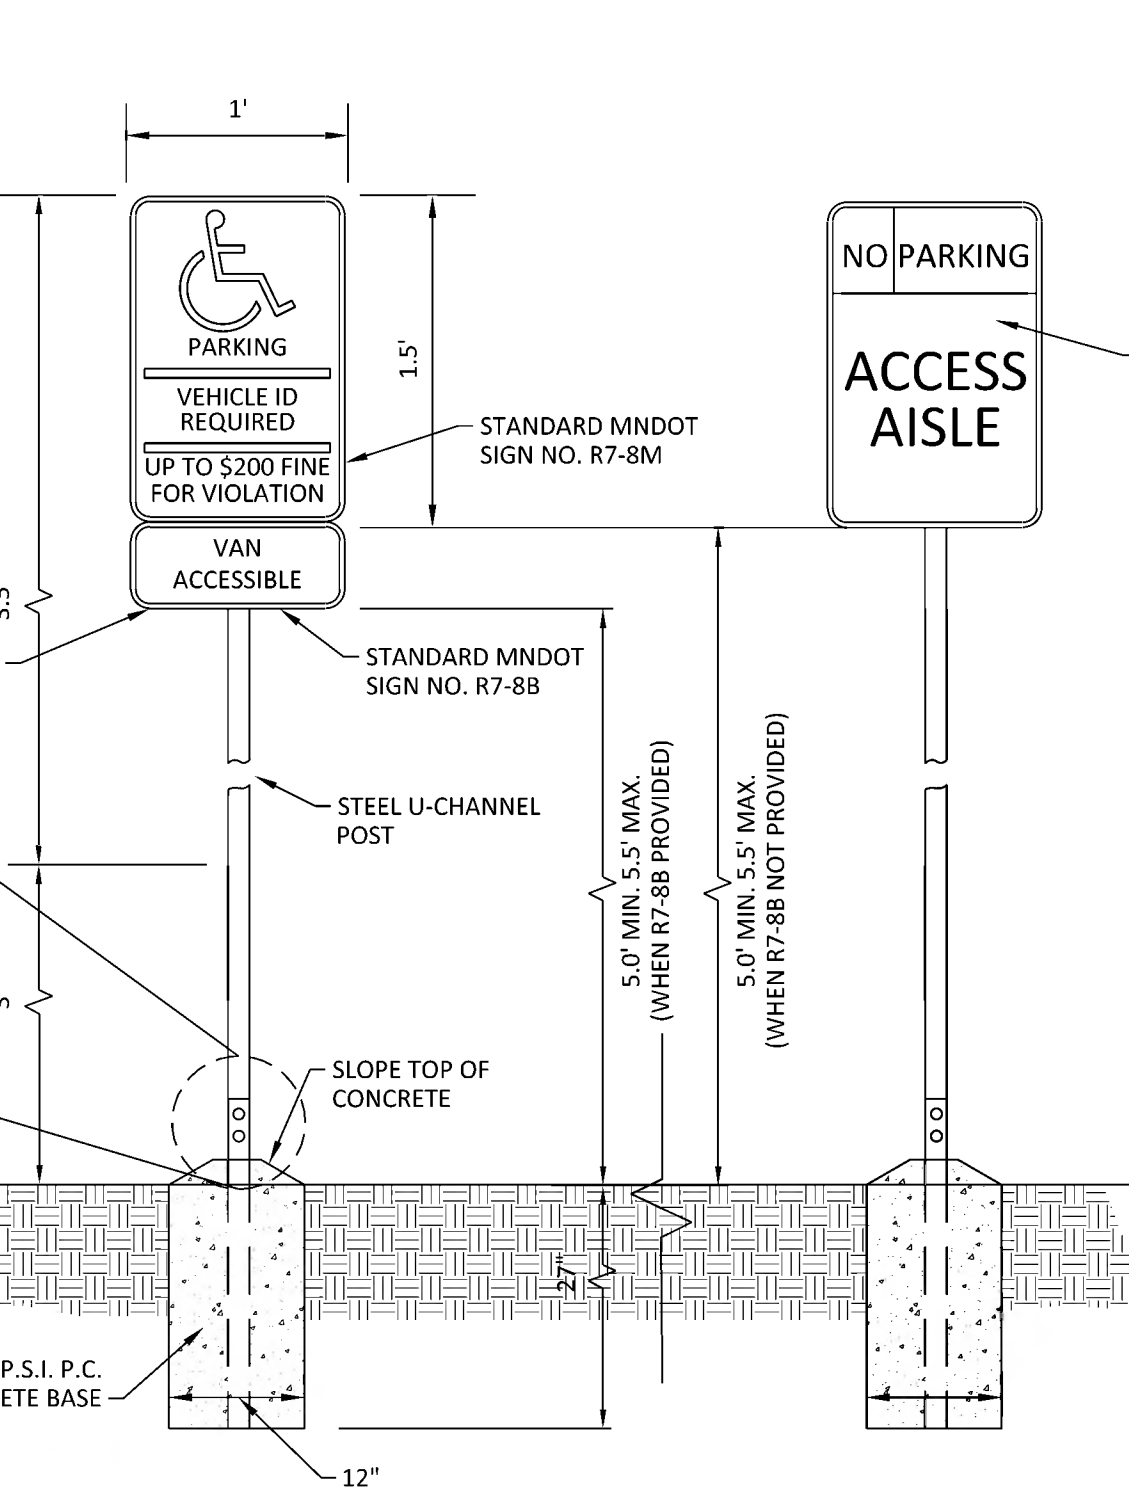 1'
PARKING
VEHICLE ID
REQUIRED
UP TO $200 FINE
FOR VIOLATION
VAN
ACCESSIBLE
1.5'
STANDARD MNDOT
SIGN NO. R7-8M
NO PARKING
ACCESS
AISLE
STANDARD MNDOT
SIGN NO. R7-8B
STEEL U-CHANNEL
POST
5.0' MIN. 5.5' MAX.
(WHEN R7-8B PROVIDED)
5.0' MIN. 5.5' MAX.
(WHEN R7-8B NOT PROVIDED)
SLOPE TOP OF
CONCRETE
27"
P.S.I. P.C.
ETE BASE
12"